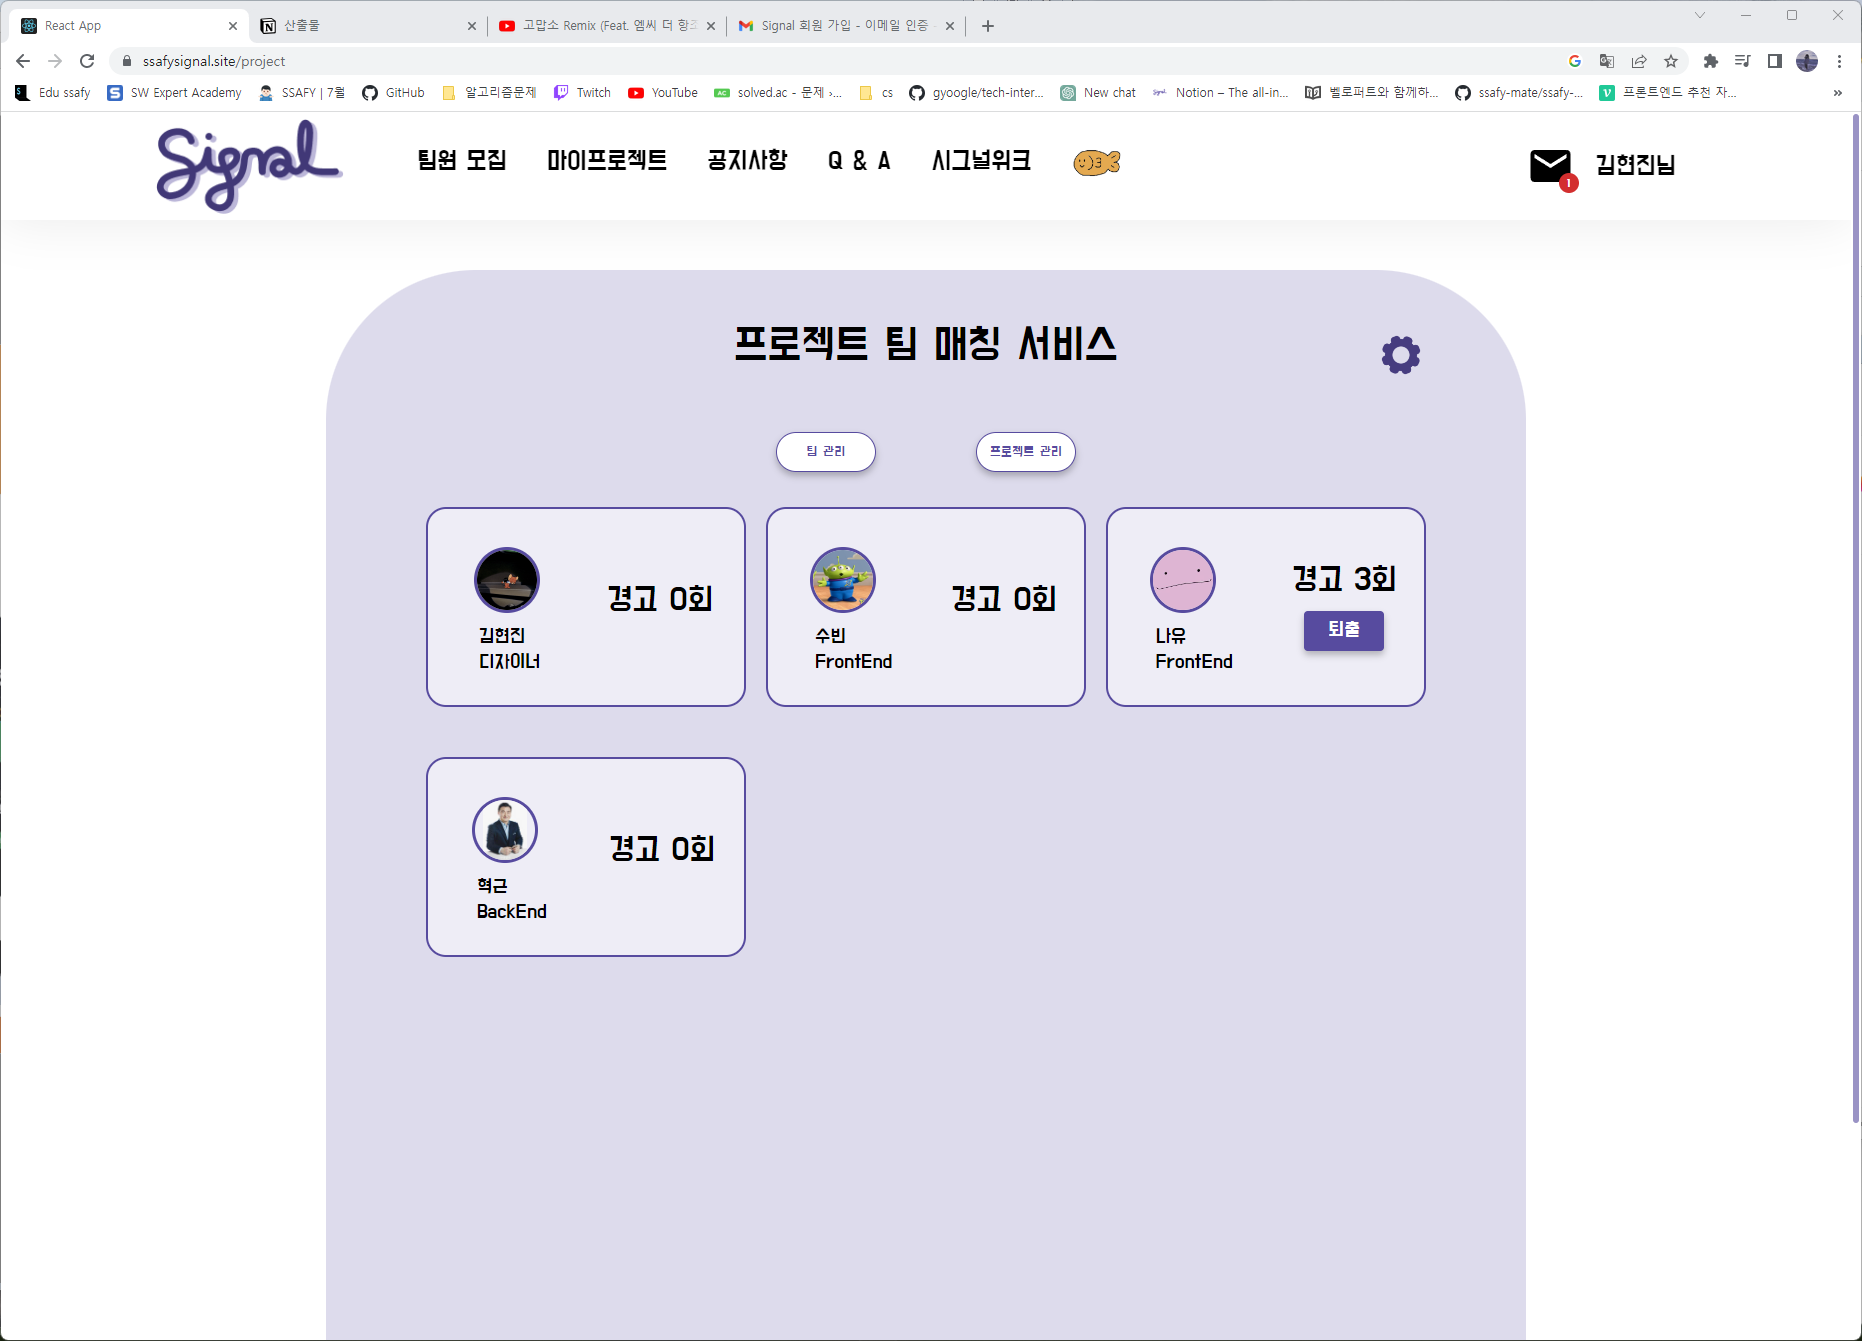 React App
산출물
고맙소 Remix (Feat. 엠씨 더 항
Signal 회원 가입 - 이메일 인증
ssafysignal.site/project
Edu ssafy
SW Expert Academy
SSAFY | 7월
GitHub
알고리즘문제
Twitch
YouTube
solved.ac - 문제 ›...
cs
gyoogle/tech-inter...
New chat
Notion – The all-in...
벨로퍼트와 함께하...
ssafy-mate/ssafy-...
프론트엔드 추천 자...
»
Signal
팀원 모집
마이프로젝트
공지사항
Q & A
시그널위크
1
김현진님
프로젝트 팀 매칭 서비스
팀 관리
프로젝트 관리
경고 0회
김현진
디자이너
경고 0회
수빈
FrontEnd
경고 3회
퇴출
나유
FrontEnd
경고 0회
혁근
BackEnd